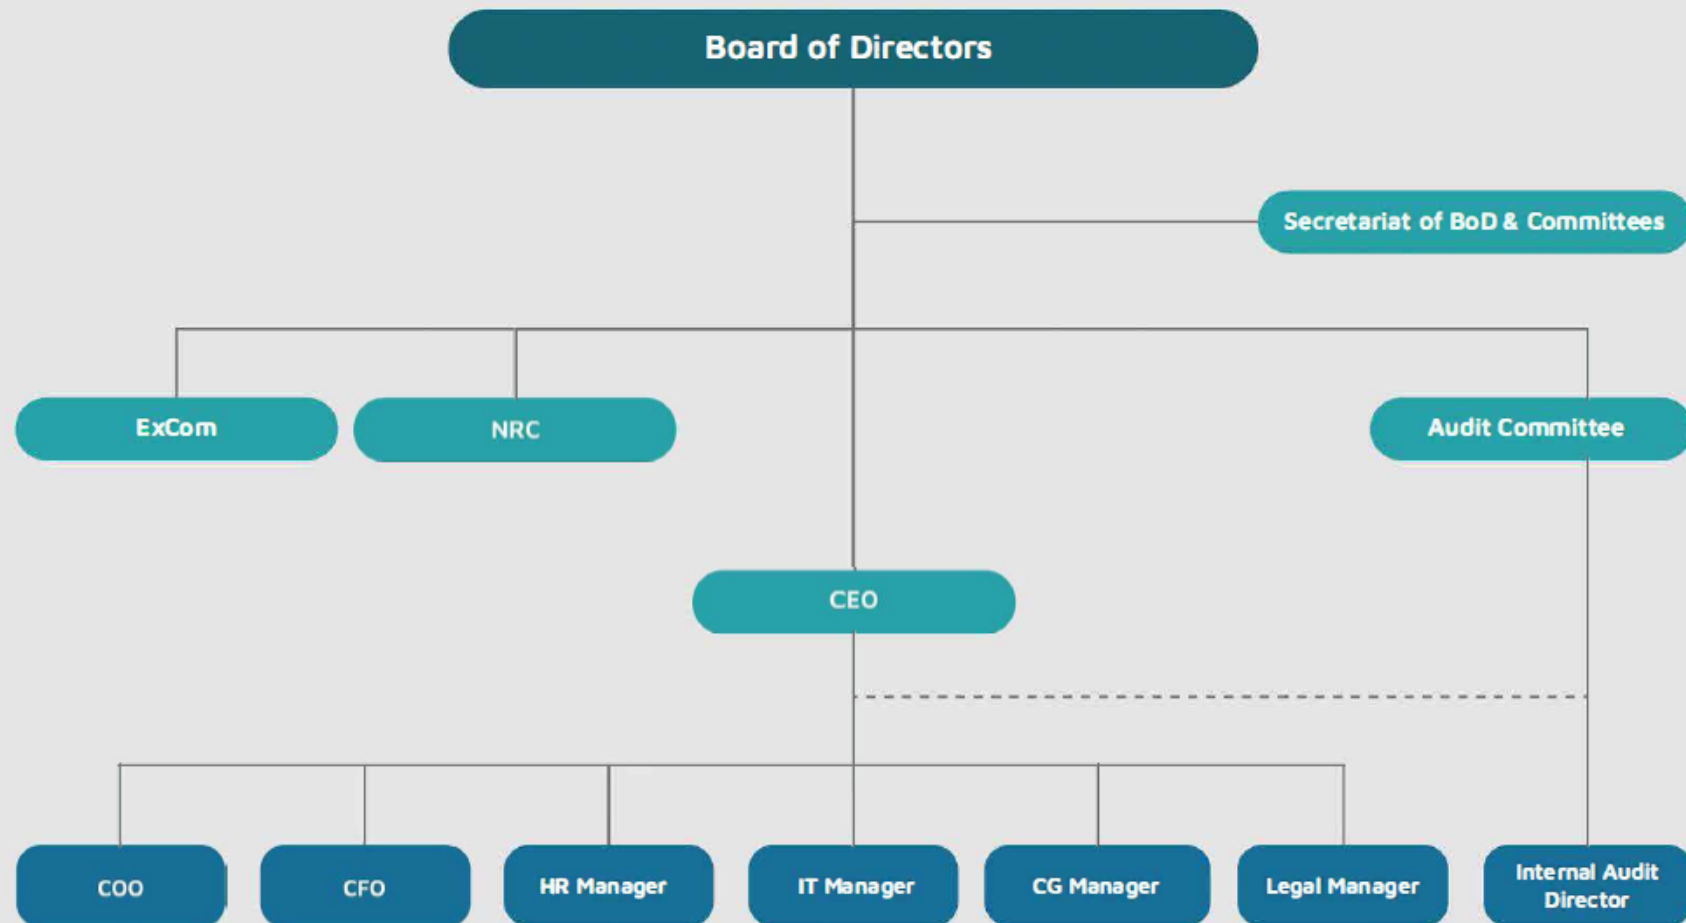 Board of Directors
Secretariat of BoD & Committees
ExCom
NRC
Audit Committee
CEO
COO
CFO
HR Manager
IT Manager
CG Manager
Legal Manager
Internal Audit
Director